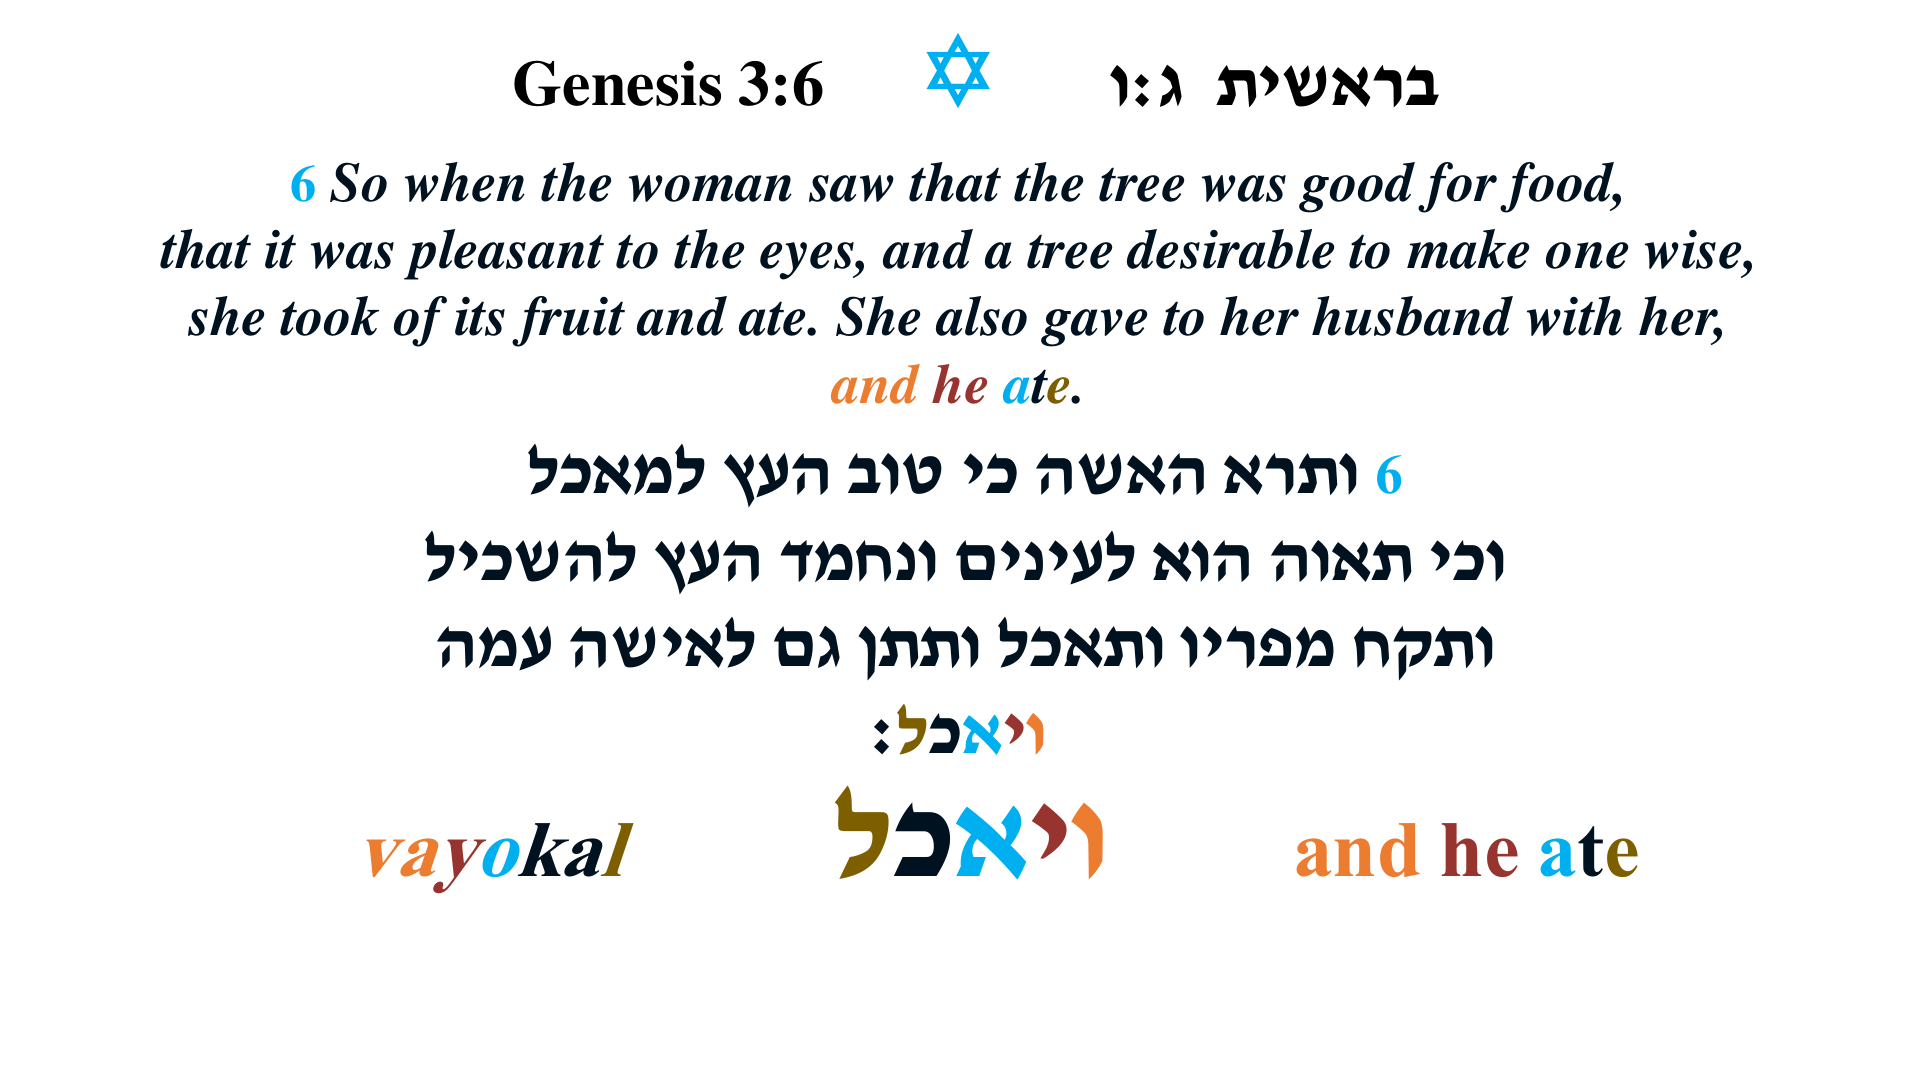 Genesis 3:6 ✡ בראשית ג:ו
6 So when the woman saw that the tree was good for food,
that it was pleasant to the eyes, and a tree desirable to make one wise,
she took of its fruit and ate. She also gave to her husband with her,
and he ate.
6 ותרא האשה כי טוב העץ למאכל
וכי תאוה הוא לעינים ונחמד העץ להשכיל
ותקח מפריו ותאכל ותתן גם לאישה עמה
ויאכל:
vayokal ויאכל and he ate